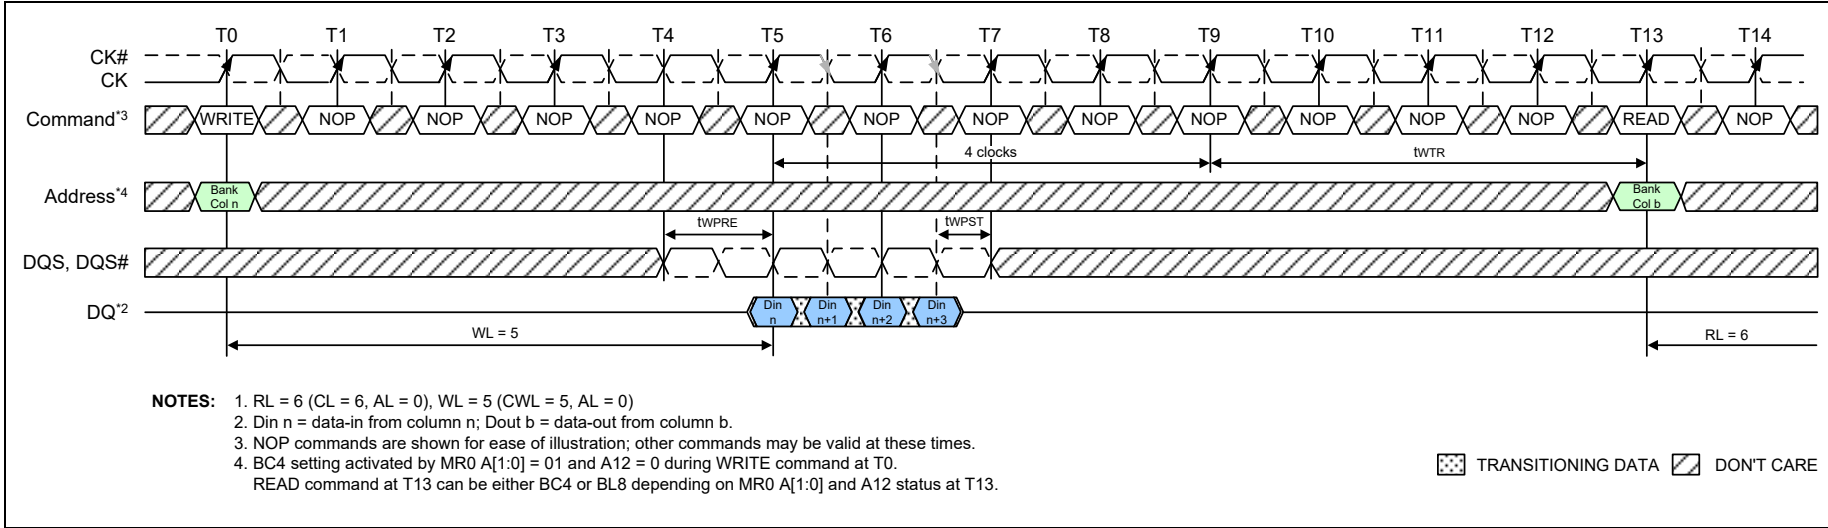 T0 T1 T2 T3 T4 T5 T6 T7 T8 T9 T10 T11 T12 T13 T14
CK#
CK
Command*3 WRITE NOP NOP NOP NOP NOP NOP NOP NOP NOP NOP NOP NOP READ NOP
4 clocks tWTR
Address*4 Bank Col n Bank Col b
tWPRE tWPST
DQS, DQS#
DQ*2 Din n Din n+1 Din n+2 Din n+3
WL = 5 RL = 6
NOTES: 1. RL = 6 (CL = 6, AL = 0), WL = 5 (CWL = 5, AL = 0)
2. Din n = data-in from column n; Dout b = data-out from column b.
3. NOP commands are shown for ease of illustration; other commands may be valid at these times.
4. BC4 setting activated by MR0 A[1:0] = 01 and A12 = 0 during WRITE command at T0.
READ command at T13 can be either BC4 or BL8 depending on MR0 A[1:0] and A12 status at T13.
TRANSITIONING DATA DON'T CARE